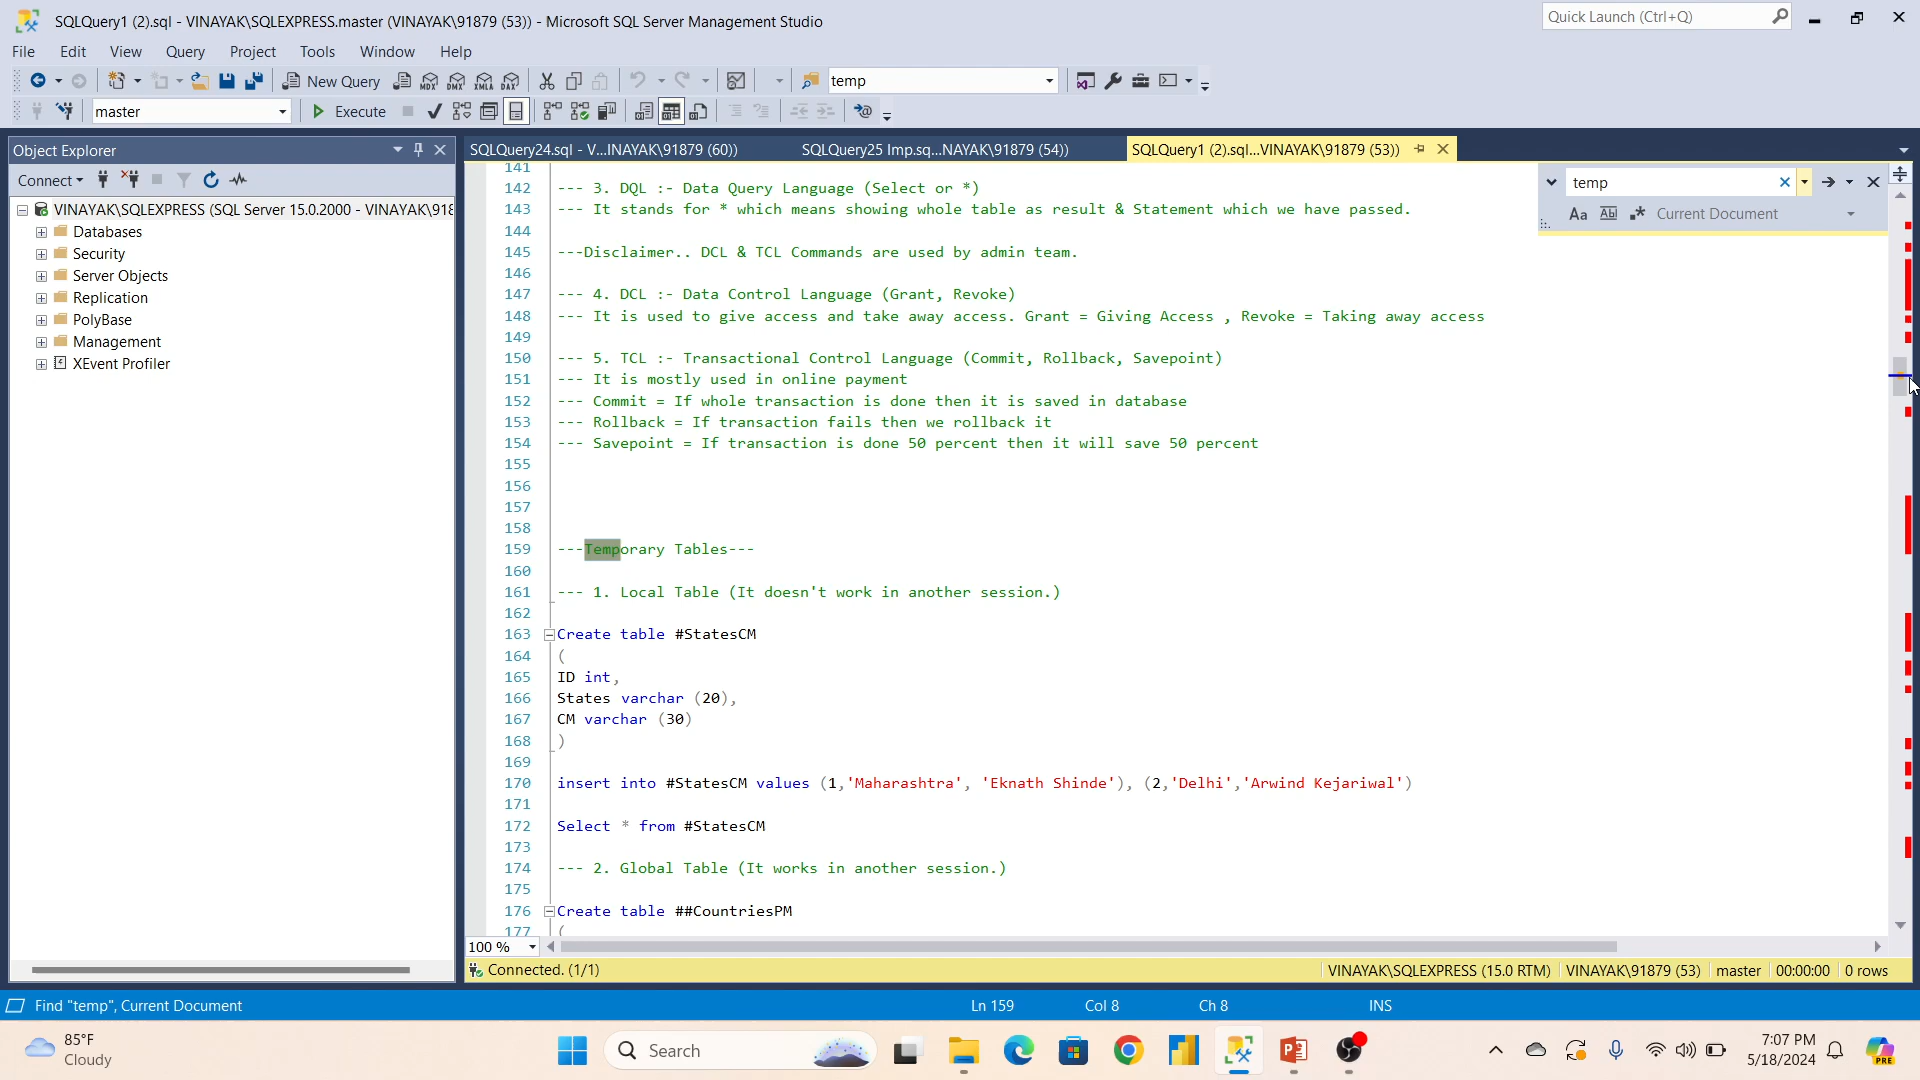 SQLQuery1 (2).sql - VINAYAK\SQLEXPRESS.master (VINAYAK\91879 (53)) - Microsoft SQL Server Management Studio
Quick Launch (Ctrl+Q)
File Edit View Query Project Tools Window Help
New Query
MDX DMX XMLA DAX
temp
master
Execute
Object Explorer
SQLQuery24.sql - V...INAYAK\91879 (60))
SQLQuery25 Imp.sq...NAYAK\91879 (54))
SQLQuery1 (2).sql...VINAYAK\91879 (53))
Connect
VINAYAK\SQLEXPRESS (SQL Server 15.0.2000 - VINAYAK\918
Databases
Security
Server Objects
Replication
PolyBase
Management
XEvent Profiler
temp
Aa Abl Current Document
141
142 --- 3. DQL :- Data Query Language (Select or *)
143 --- It stands for * which means showing whole table as result & Statement which we have passed.
144
145 ---Disclaimer.. DCL & TCL Commands are used by admin team.
146
147 --- 4. DCL :- Data Control Language (Grant, Revoke)
148 --- It is used to give access and take away access. Grant = Giving Access , Revoke = Taking away access
149
150 --- 5. TCL :- Transactional Control Language (Commit, Rollback, Savepoint)
151 --- It is mostly used in online payment
152 --- Commit = If whole transaction is done then it is saved in database
153 --- Rollback = If transaction fails then we rollback it
154 --- Savepoint = If transaction is done 50 percent then it will save 50 percent
155
156
157
158
159 ---Temporary Tables---
160
161 --- 1. Local Table (It doesn't work in another session.)
162
163 Create table #StatesCM
164 (
165 ID int,
166 States varchar (20),
167 CM varchar (30)
168 )
169
170 insert into #StatesCM values (1,'Maharashtra', 'Eknath Shinde'), (2,'Delhi','Arwind Kejariwal')
171
172 Select * from #StatesCM
173
174 --- 2. Global Table (It works in another session.)
175
176 Create table ##CountriesPM
177 (
100 %
Connected. (1/1)
VINAYAK\SQLEXPRESS (15.0 RTM) VINAYAK\91879 (53) master 00:00:00 0 rows
Find "temp", Current Document
Ln 159 Col 8 Ch 8 INS
85°F
Cloudy
Search
7:07 PM
5/18/2024
PRE